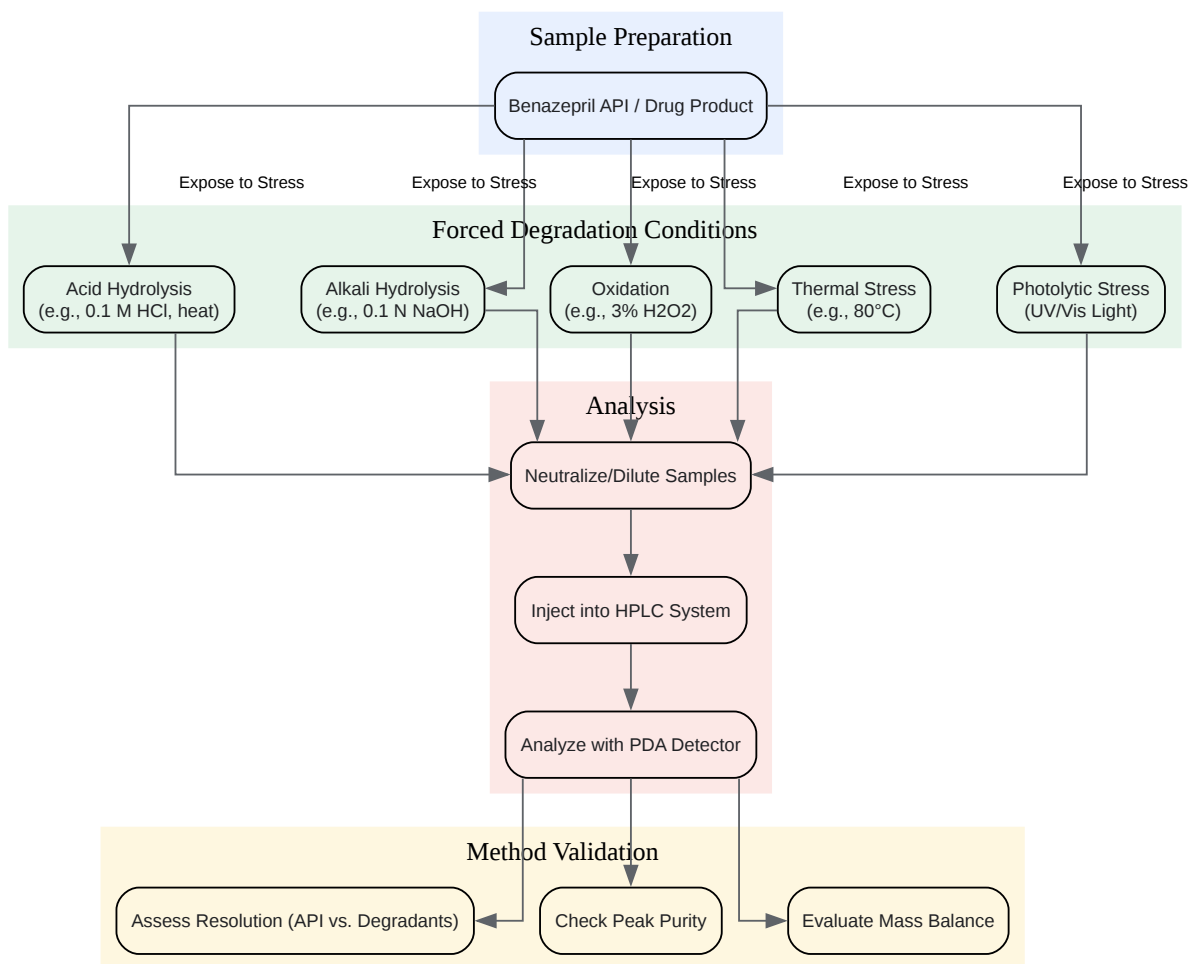 Sample Preparation
Benazepril API / Drug Product
Expose to Stress
Expose to Stress
Expose to Stress
Expose to Stress
Expose to Stress
Forced Degradation Conditions
Acid Hydrolysis
(e.g., 0.1 M HCl, heat)
Alkali Hydrolysis
(e.g., 0.1 N NaOH)
Oxidation
(e.g., 3% H2O2)
Thermal Stress
(e.g., 80°C)
Photolytic Stress
(UV/Vis Light)
Analysis
Neutralize/Dilute Samples
Inject into HPLC System
Analyze with PDA Detector
Method Validation
Assess Resolution (API vs. Degradants)
Check Peak Purity
Evaluate Mass Balance